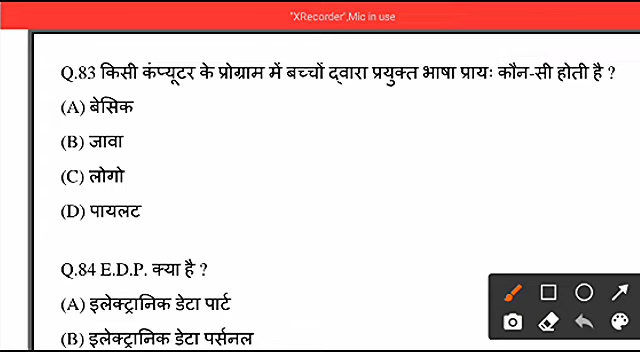 "XRecorder",Mic in use
Q.83 किसी कंप्यूटर के प्रोग्राम में बच्चों द्वारा प्रयुक्त भाषा प्रायः कौन-सी होती है ?
(A) बेसिक
(B) जावा
(C) लोगो
(D) पायलट
Q.84 E.D.P. क्या है ?
(A) इलेक्ट्रानिक डेटा पार्ट
(B) इलेक्ट्रानिक डेटा पर्सनल